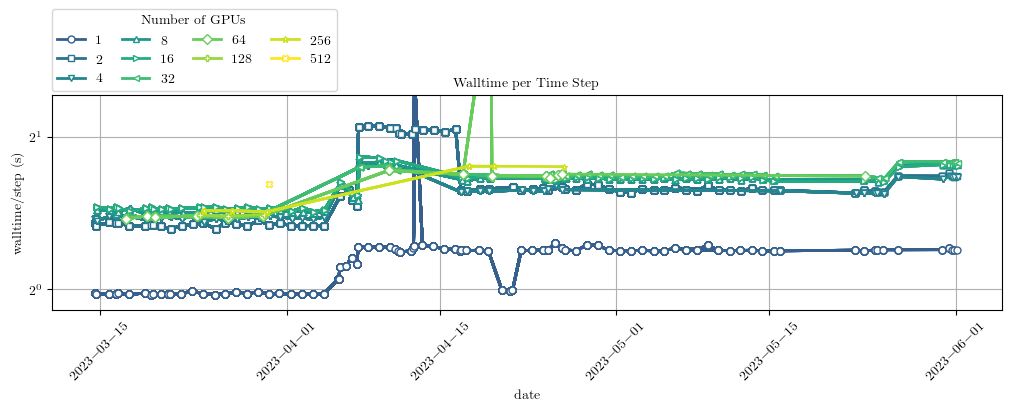 Number of GPUs
1 8 64 256
2 16 128 512
4 32
Walltime per Time Step
walltime/step (s)
2^1
2^0
2023−03−15 2023−04−01 2023−04−15 2023−05−01 2023−05−15 2023−06−01
date